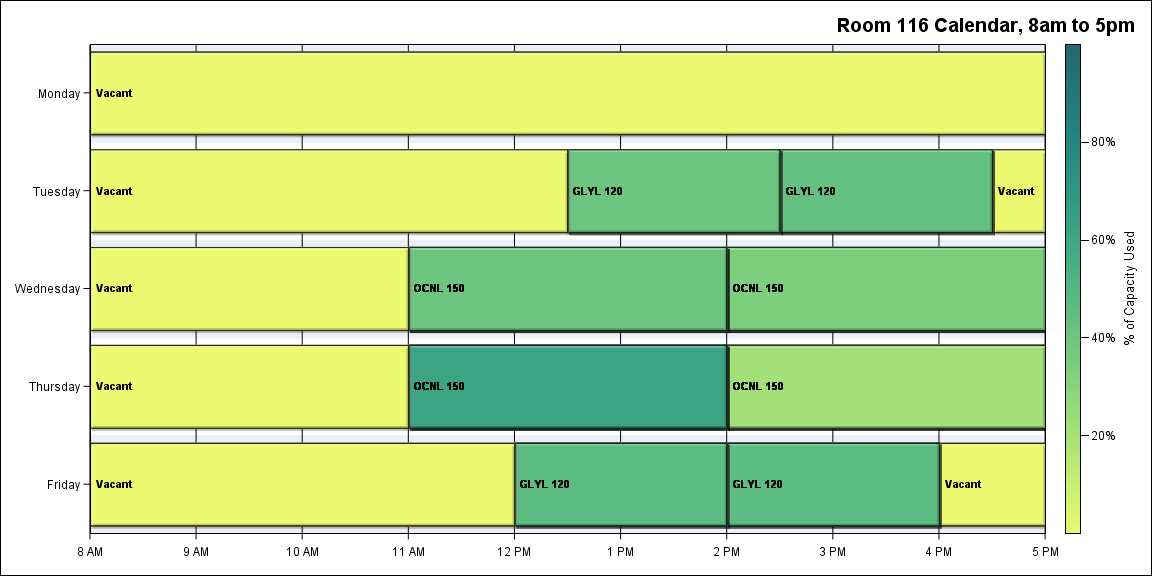 Room 116 Calendar, 8am to 5pm
Monday
Vacant
Tuesday
Vacant
GLYL 120
GLYL 120
Vacant
Wednesday
Vacant
OCNL 150
OCNL 150
Thursday
Vacant
OCNL 150
OCNL 150
Friday
Vacant
GLYL 120
GLYL 120
Vacant
8 AM
9 AM
10 AM
11 AM
12 PM
1 PM
2 PM
3 PM
4 PM
5 PM
80%
60%
40%
20%
% of Capacity Used